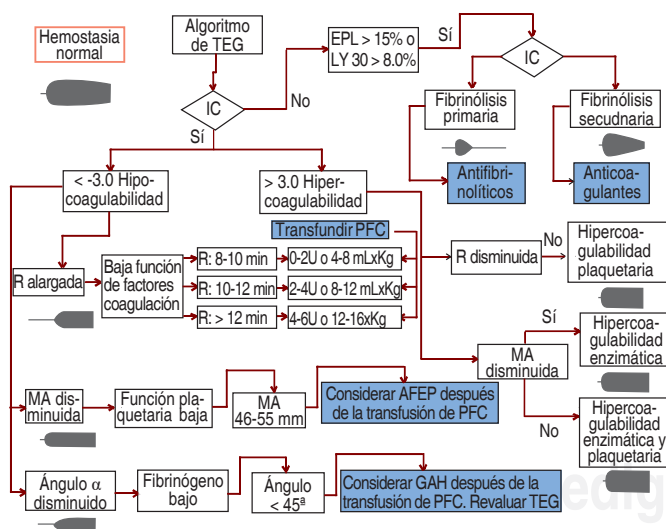 Hemostasia
normal
Algoritmo
de TEG
EPL > 15% o
LY 30 > 8.0%
Sí
IC
No
IC
Sí
Fibrinólisis
primaria
Fibrinólisis
secudnaria
Antifibri-
nolíticos
Anticoa-
gulantes
< -3.0 Hipo-
coagulabilidad
> 3.0 Hiper-
coagulabilidad
Transfundir PFC
R alargada
Baja función
de factores
coagulación
R: 8-10 min
0-2U o 4-8 mLxKg
R: 10-12 min
2-4U o 8-12 mLxKg
R: > 12 min
4-6U o 12-16xKg
R disminuida
No
Hipercoa-
gulabilidad
plaquetaria
Sí
Hipercoa-
gulabilidad
enzimática
MA
disminuida
No
Hipercoa-
gulabilidad
enzimática y
plaquetaria
MA dis-
minuida
Función pla-
quetaria baja
MA
46-55 mm
Considerar AFEP después
de la transfusión de PFC
Ángulo α
disminuido
Fibrinógeno
bajo
Ángulo
< 45ª
Considerar GAH después de la
transfusión de PFC. Revaluar TEG
edig